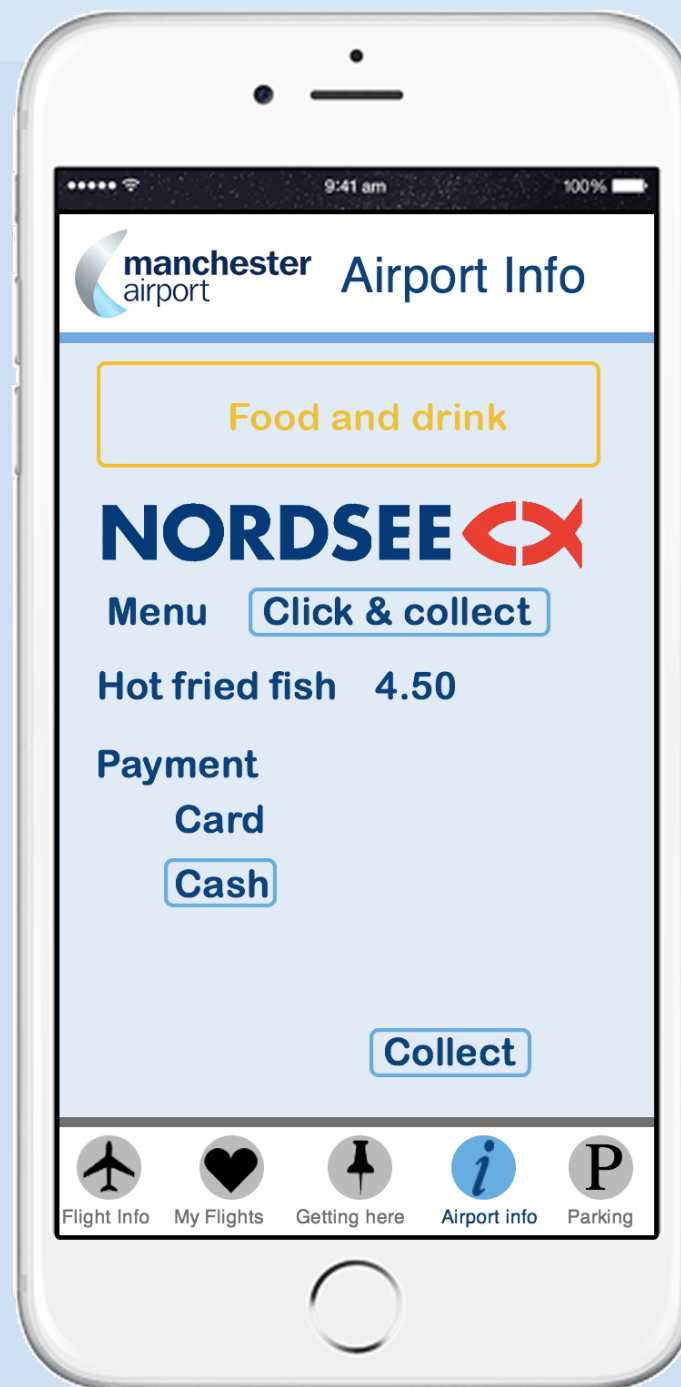 9:41 am 100%
manchester
airport
Airport Info
Food and drink
NORDSEE
Menu Click & collect
Hot fried fish 4.50
Payment
Card
Cash
Collect
i P
Flight Info My Flights Getting here Airport info Parking